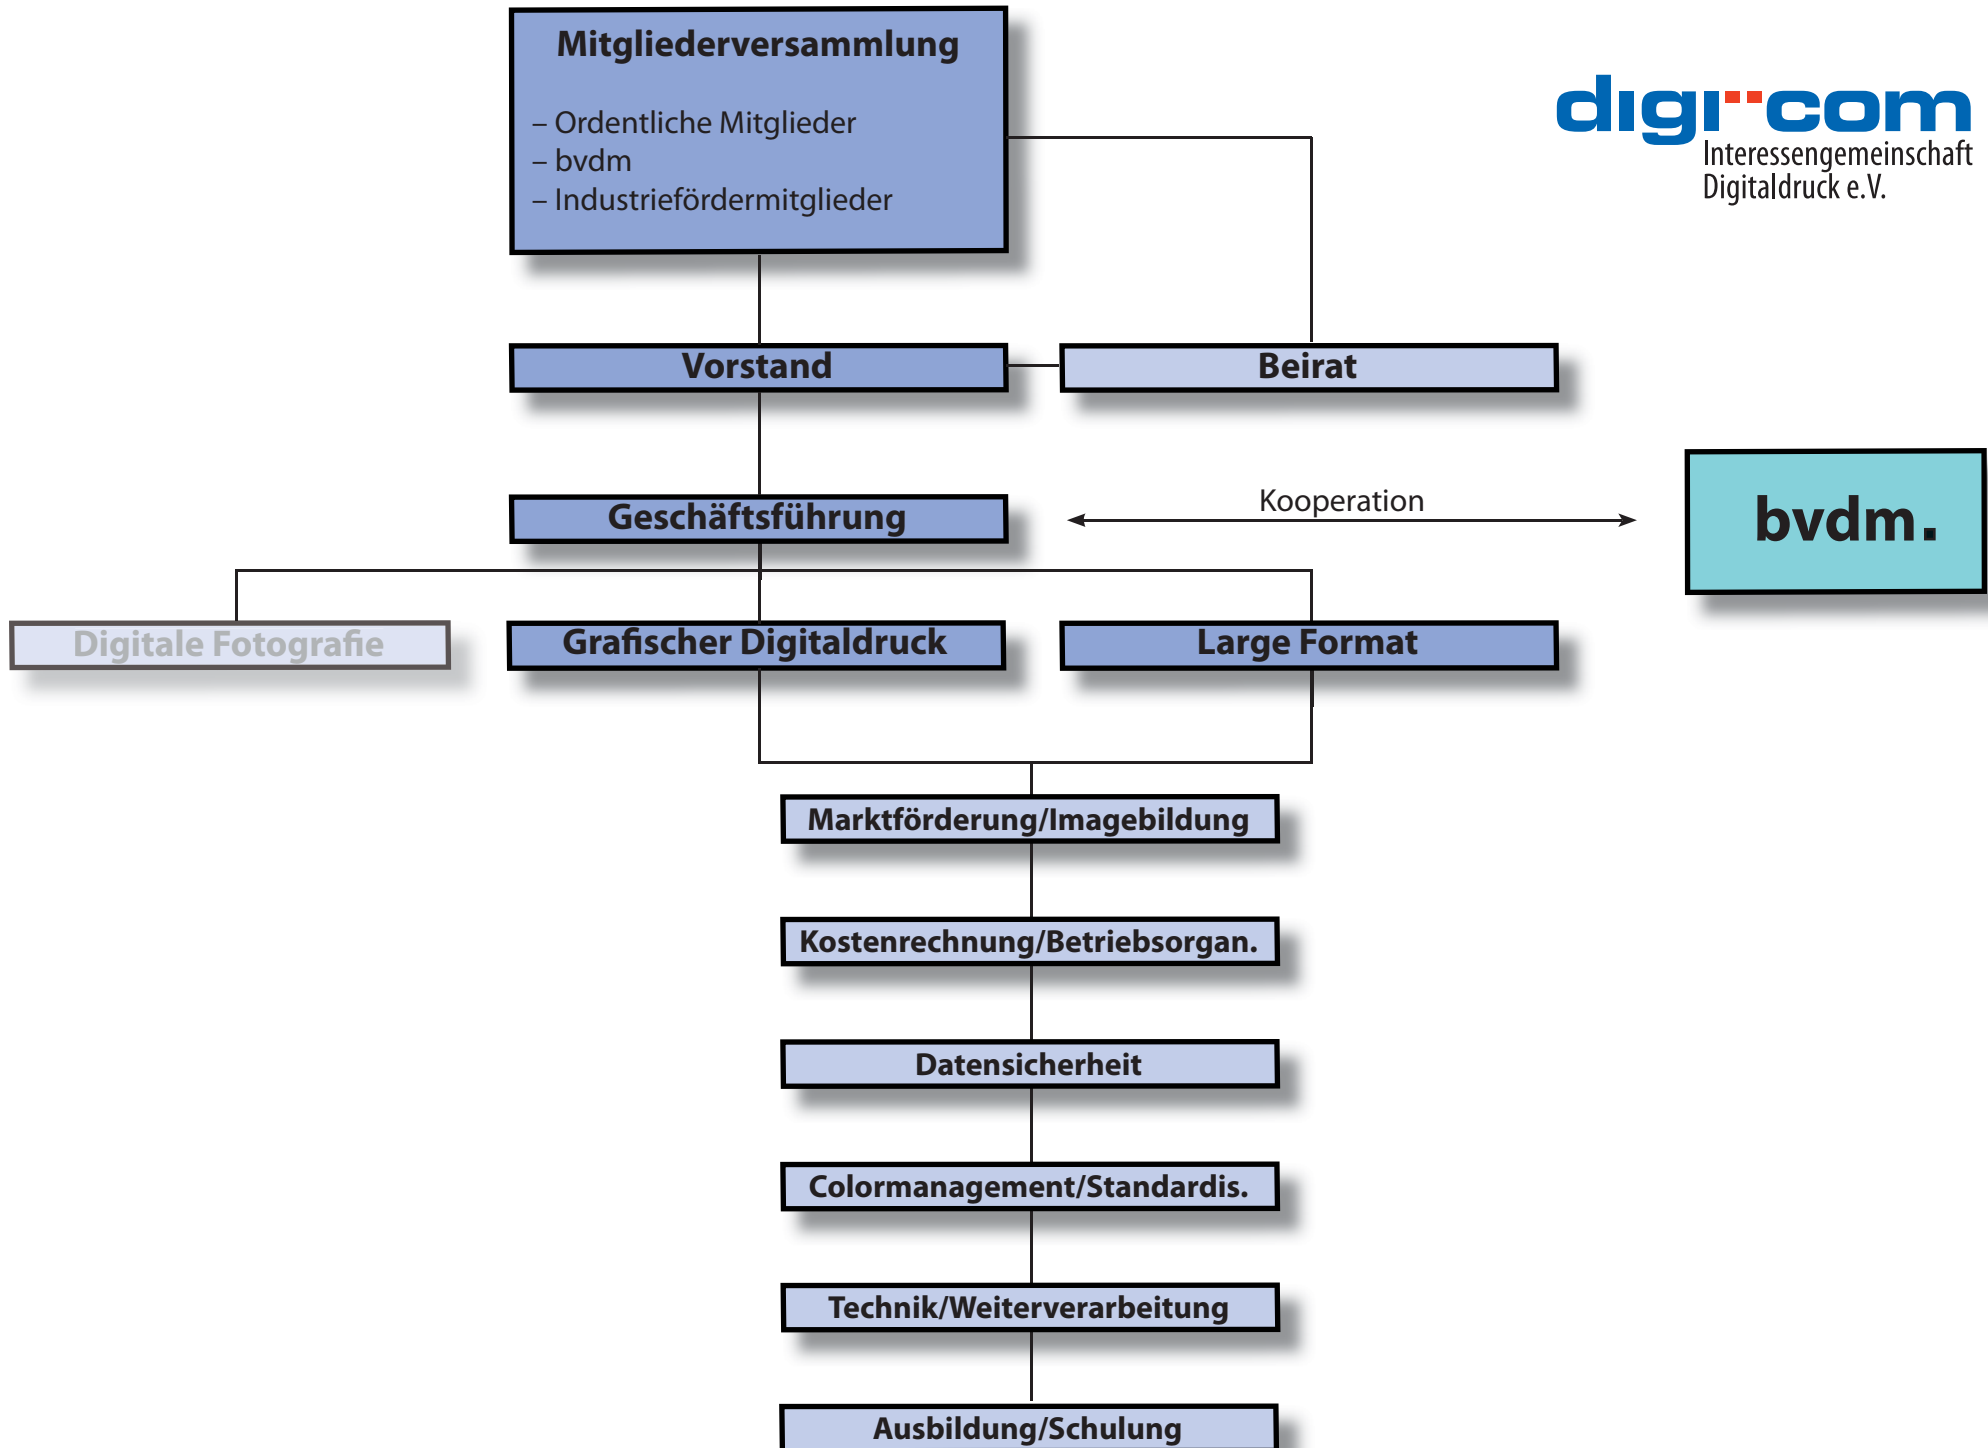 Mitgliederversammlung
– Ordentliche Mitglieder
– bvdm
– Industriefördermitglieder
digi¨com
Interessengemeinschaft
Digitaldruck e.V.
Vorstand
Beirat
Geschäftsführung
Kooperation
bvdm.
Digitale Fotografie
Grafischer Digitaldruck
Large Format
Marktförderung/Imagebildung
Kostenrechnung/Betriebsorgan.
Datensicherheit
Colormanagement/Standardis.
Technik/Weiterverarbeitung
Ausbildung/Schulung